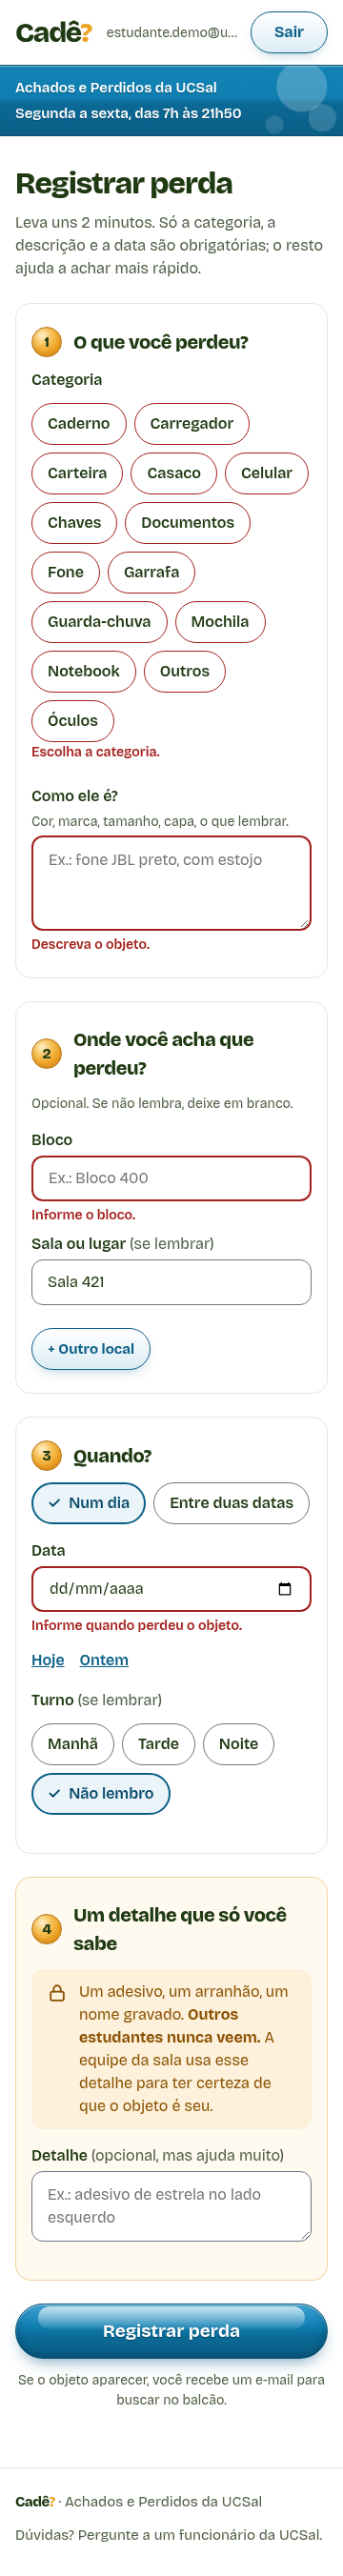 Cadê? estudante.demo@u... Sair
Achados e Perdidos da UCSal
Segunda a sexta, das 7h às 21h50
Registrar perda
Leva uns 2 minutos. Só a categoria, a
descrição e a data são obrigatórias; o resto
ajuda a achar mais rápido.
1 O que você perdeu?
Categoria
Caderno Carregador
Carteira Casaco Celular
Chaves Documentos
Fone Garrafa
Guarda-chuva Mochila
Notebook Outros
Óculos
Escolha a categoria.
Como ele é?
Cor, marca, tamanho, capa, o que lembrar.
Ex.: fone JBL preto, com estojo
Descreva o objeto.
2 Onde você acha que
perdeu?
Opcional. Se não lembra, deixe em branco.
Bloco
Ex.: Bloco 400
Informe o bloco.
Sala ou lugar (se lembrar)
Sala 421
+ Outro local
3 Quando?
✓ Num dia Entre duas datas
Data
dd/mm/aaaa
Informe quando perdeu o objeto.
Hoje Ontem
Turno (se lembrar)
Manhã Tarde Noite
✓ Não lembro
4 Um detalhe que só você
sabe
Um adesivo, um arranhão, um
nome gravado. Outros
estudantes nunca veem. A
equipe da sala usa esse
detalhe para ter certeza de
que o objeto é seu.
Detalhe (opcional, mas ajuda muito)
Ex.: adesivo de estrela no lado
esquerdo
Registrar perda
Se o objeto aparecer, você recebe um e-mail para
buscar no balcão.
Cadê? · Achados e Perdidos da UCSal
Dúvidas? Pergunte a um funcionário da UCSal.